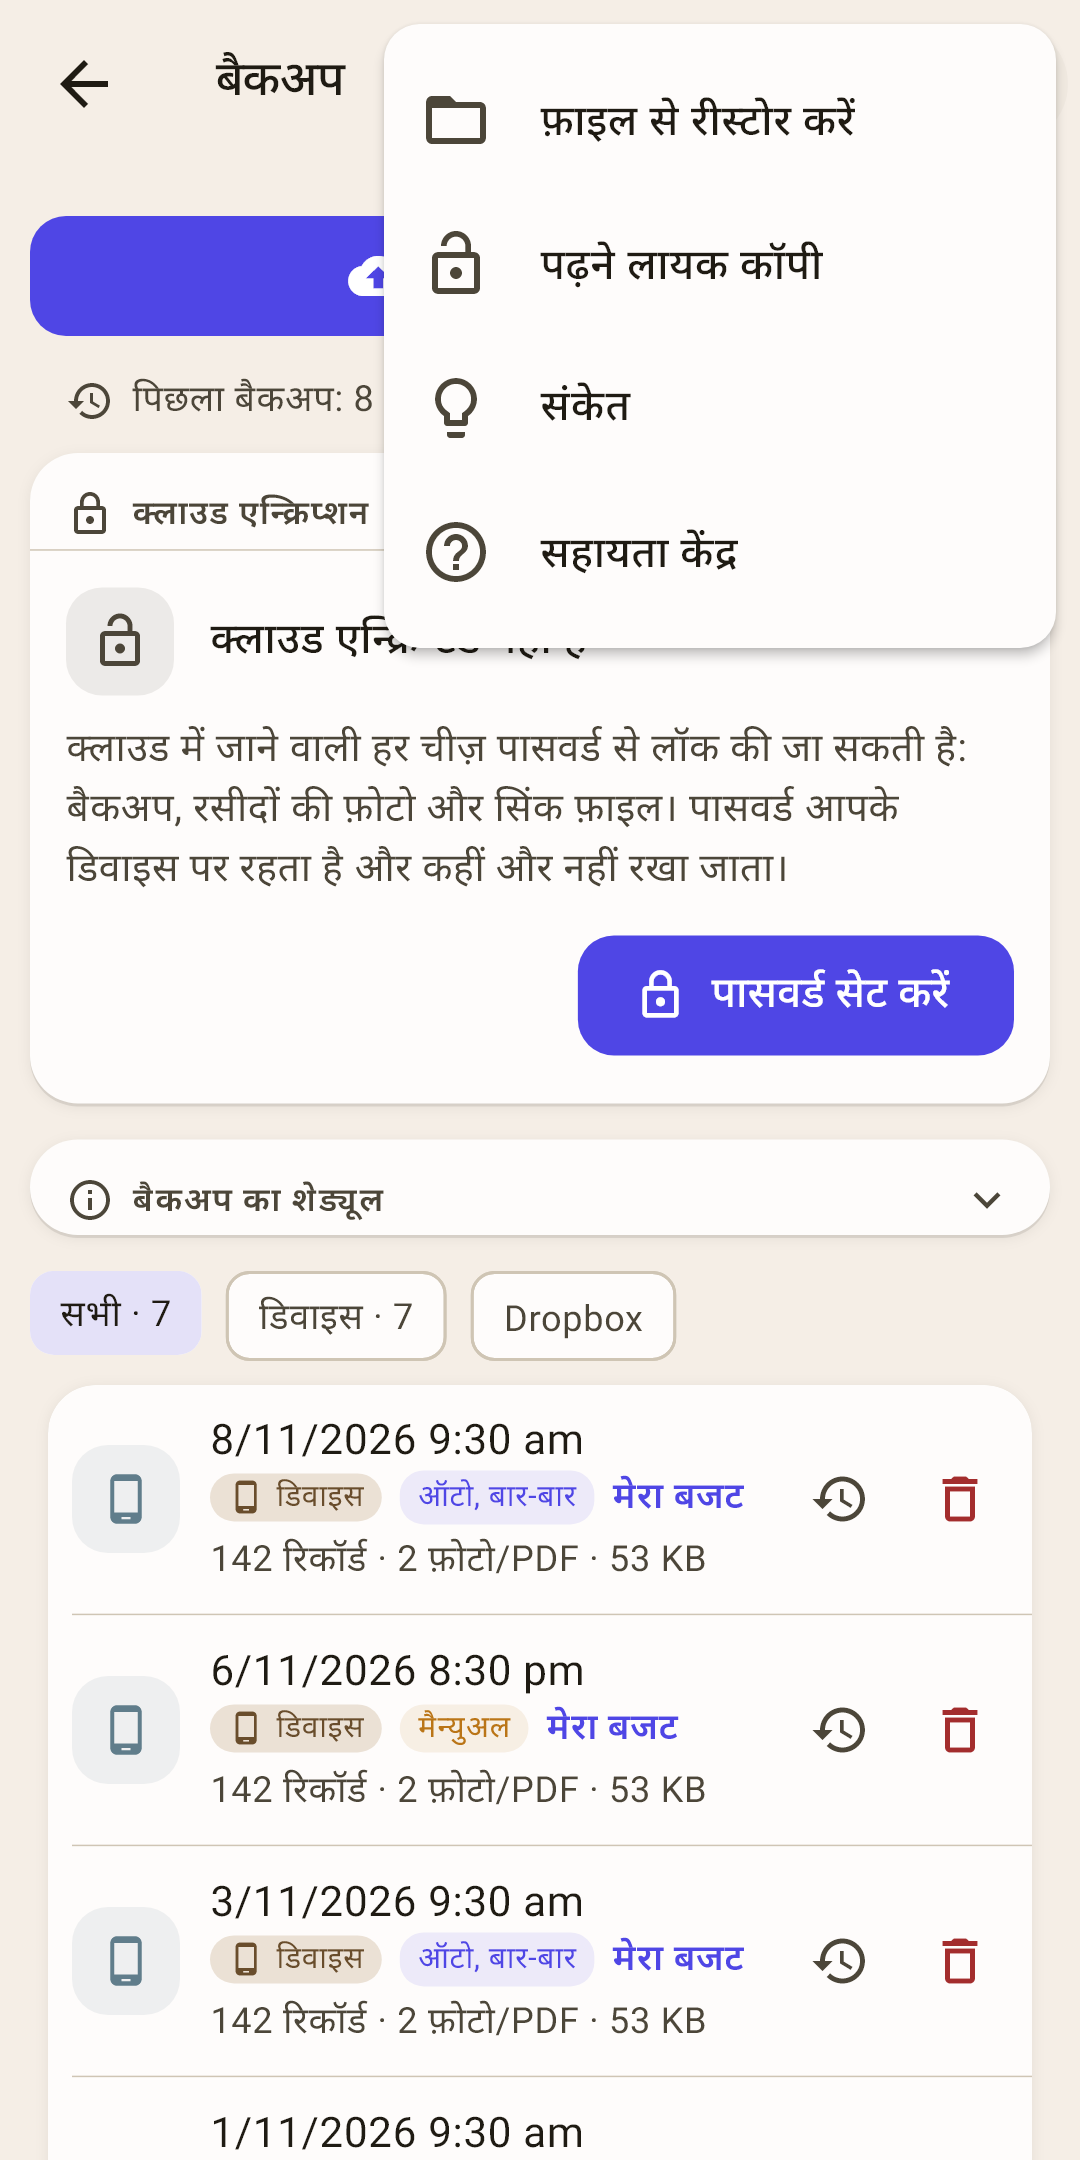 बैकअप
फ़ाइल से रीस्टोर करें
पढ़ने लायक कॉपी
संकेत
सहायता केंद्र
पिछला बैकअप: 8
क्लाउड एन्क्रिप्शन
क्लाउड
क्लाउड में जाने वाली हर चीज़ पासवर्ड से लॉक की जा सकती है:
बैकअप, रसीदों की फ़ोटो और सिंक फ़ाइल। पासवर्ड आपके
डिवाइस पर रहता है और कहीं और नहीं रखा जाता।
पासवर्ड सेट करें
बैकअप का शेड्यूल
सभी · 7
डिवाइस · 7
Dropbox
8/11/2026 9:30 am
डिवाइस ऑटो, बार-बार मेरा बजट
142 रिकॉर्ड · 2 फ़ोटो/PDF · 53 KB
6/11/2026 8:30 pm
डिवाइस मैन्युअल मेरा बजट
142 रिकॉर्ड · 2 फ़ोटो/PDF · 53 KB
3/11/2026 9:30 am
डिवाइस ऑटो, बार-बार मेरा बजट
142 रिकॉर्ड · 2 फ़ोटो/PDF · 53 KB
1/11/2026 9:30 am